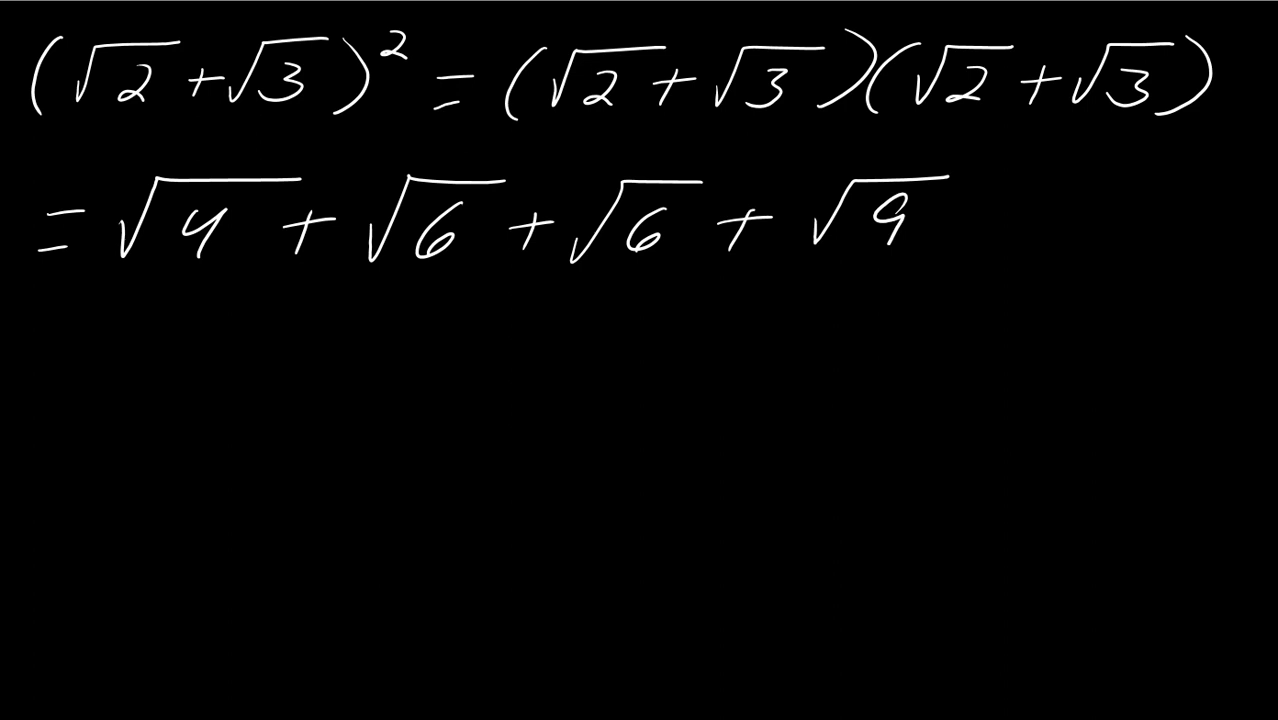 (√2 + √3)² = (√2 + √3)(√2 + √3)
= √4 + √6 + √6 + √9